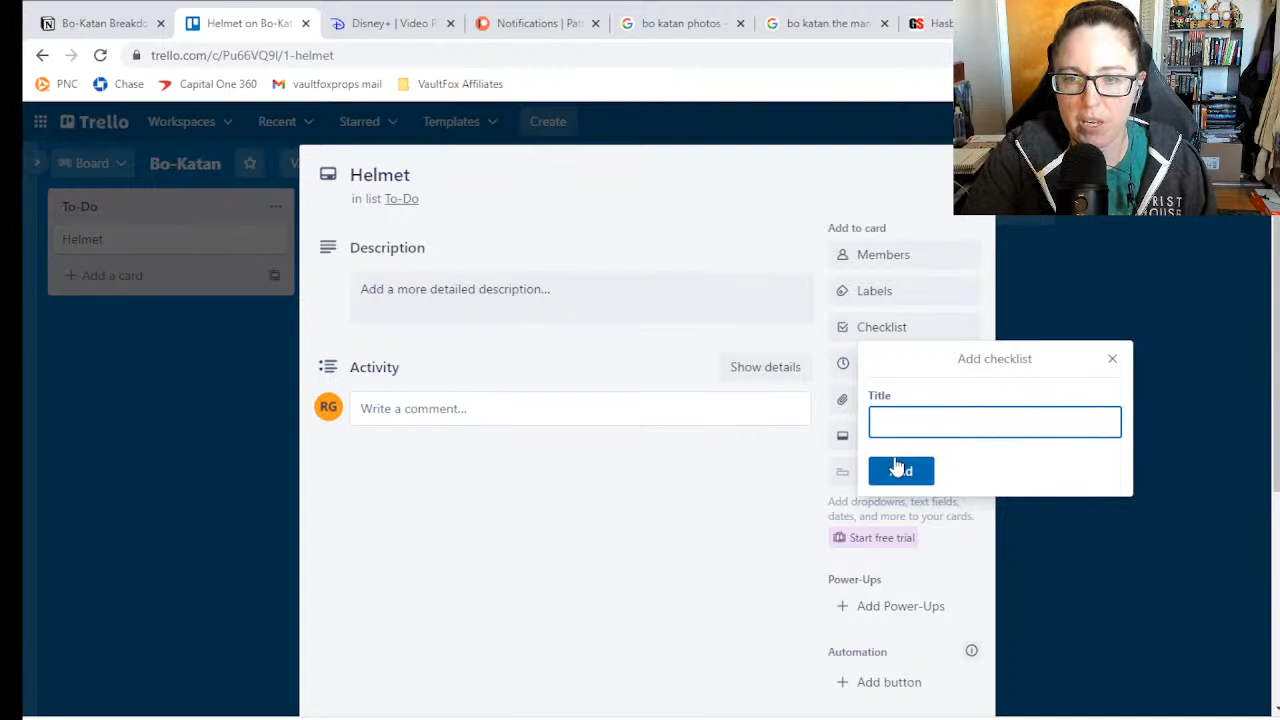 Bo-Katan Breakdo
Helmet on Bo-Kat
Disney+ | Video P
Notifications | Pat
bo katan photos -
bo katan the man
GS Hasb
trello.com/c/Pu66VQ9l/1-helmet
PNC
Chase
Capital One 360
vaultfoxprops mail
VaultFox Affiliates
Trello
Workspaces
Recent
Starred
Templates
Create
Board
Bo-Katan
To-Do
Helmet
+ Add a card
Helmet
in list To-Do
Description
Add a more detailed description...
Activity
Show details
RG
Write a comment...
Add to card
Members
Labels
Checklist
Add checklist
Title
Add dropdowns, text fields,
dates, and more to your cards.
Start free trial
Power-Ups
+ Add Power-Ups
Automation
+ Add button